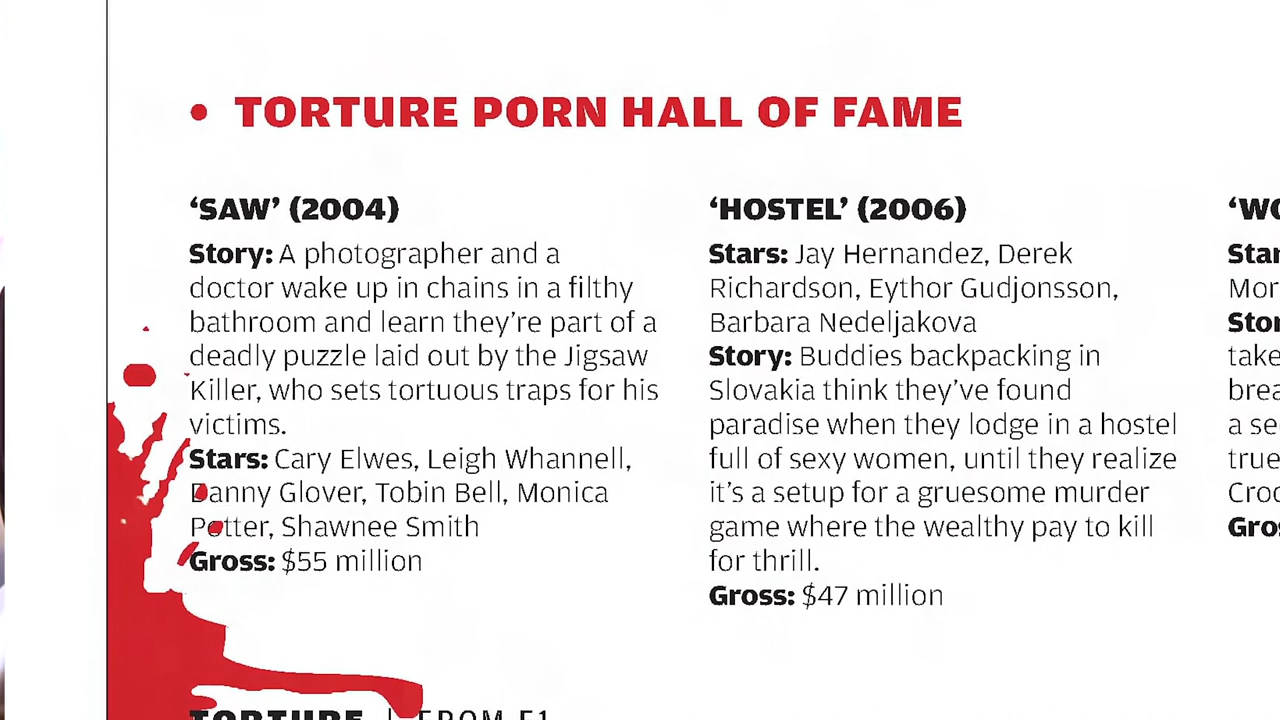 • TORTURE PORN HALL OF FAME
‘SAW’ (2004)
Story: A photographer and a
doctor wake up in chains in a filthy
bathroom and learn they’re part of a
deadly puzzle laid out by the Jigsaw
Killer, who sets tortuous traps for his
victims.
Stars: Cary Elwes, Leigh Whannell,
Danny Glover, Tobin Bell, Monica
Potter, Shawnee Smith
Gross: $55 million
‘HOSTEL’ (2006)
Stars: Jay Hernandez, Derek
Richardson, Eythor Gudjonsson,
Barbara Nedeljakova
Story: Buddies backpacking in
Slovakia think they’ve found
paradise when they lodge in a hostel
full of sexy women, until they realize
it’s a setup for a gruesome murder
game where the wealthy pay to kill
for thrill.
Gross: $47 million
TORTURE | FROM E1